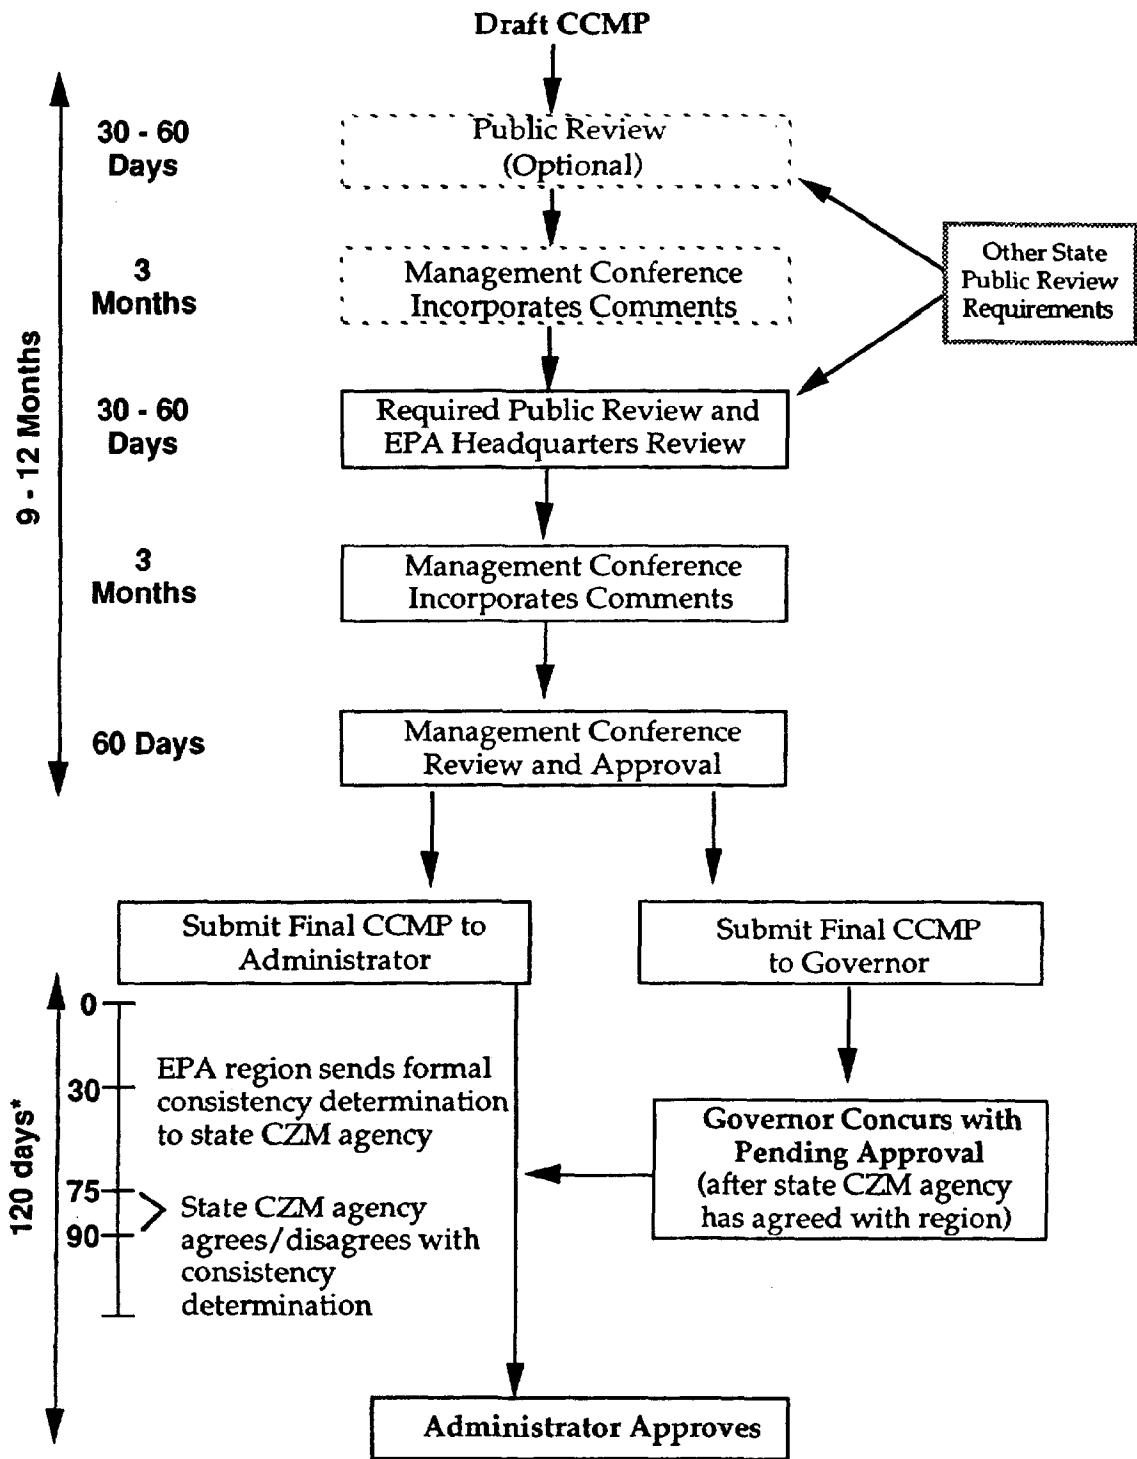 Draft CCMP
30 - 60
Days
Public Review
(Optional)
3
Months
Management Conference
Incorporates Comments
Other State
Public Review
Requirements
9 - 12 Months
30 - 60
Days
Required Public Review and
EPA Headquarters Review
3
Months
Management Conference
Incorporates Comments
60 Days
Management Conference
Review and Approval
Submit Final CCMP to
Administrator
Submit Final CCMP
to Governor
120 days*
0
30
75
90
EPA region sends formal
consistency determination
to state CZM agency
State CZM agency
agrees/disagrees with
consistency
determination
Governor Concurs with
Pending Approval
(after state CZM agency
has agreed with region)
Administrator Approves